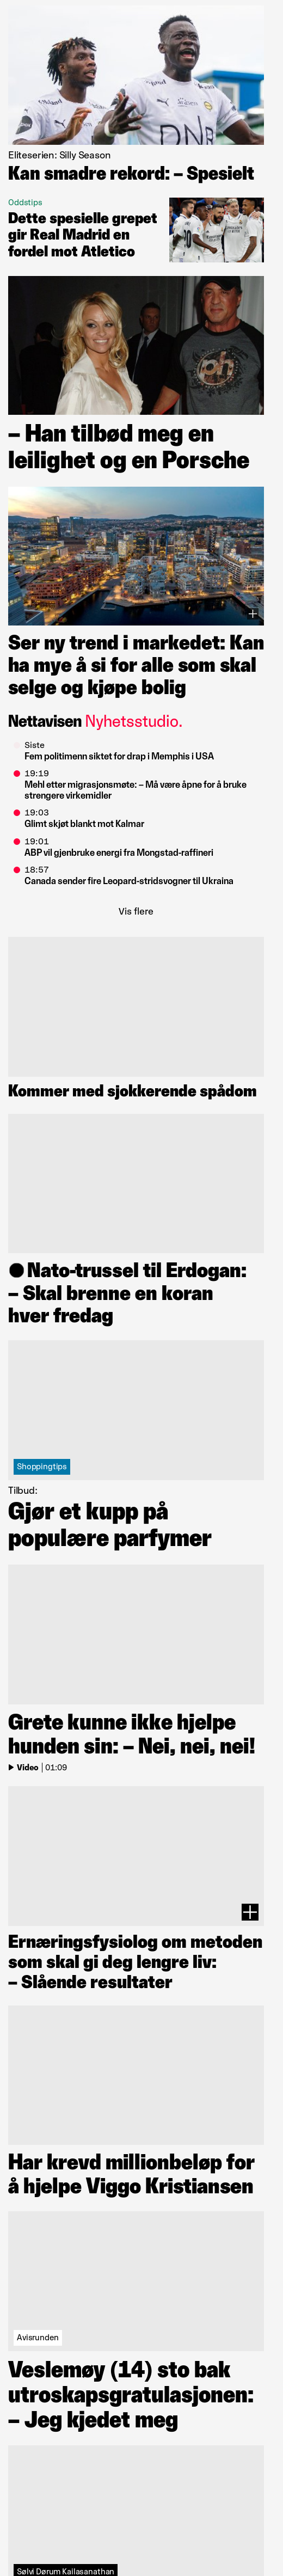 DNB
Eliteserien: Silly Season
Kan smadre rekord: – Spesielt
Oddstips
Dette spesielle grepet
gir Real Madrid en
fordel mot Atletico
ph
– Han tilbød meg en
leilighet og en Porsche
Ser ny trend i markedet: Kan
ha mye å si for alle som skal
selge og kjøpe bolig
Nettavisen Nyhetsstudio.
Siste
Fem politimenn siktet for drap i Memphis i USA
19:19
Mehl etter migrasjonsmøte: – Må være åpne for å bruke
strengere virkemidler
19:03
Glimt skjøt blankt mot Kalmar
19:01
ABP vil gjenbruke energi fra Mongstad-raffineri
18:57
Canada sender fire Leopard-stridsvogner til Ukraina
Vis flere
Kommer med sjokkerende spådom
Nato-trussel til Erdogan:
– Skal brenne en koran
hver fredag
Shoppingtips
Tilbud:
Gjør et kupp på
populære parfymer
Grete kunne ikke hjelpe
hunden sin: – Nei, nei, nei!
Video | 01:09
Ernæringsfysiolog om metoden
som skal gi deg lengre liv:
– Slående resultater
Har krevd millionbeløp for
å hjelpe Viggo Kristiansen
Avisrunden
Veslemøy (14) sto bak
utroskapsgratulasjonen:
– Jeg kjedet meg
Sølvi Dørum Kailasanathan